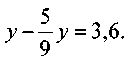 y − 5/9 y = 3,6.